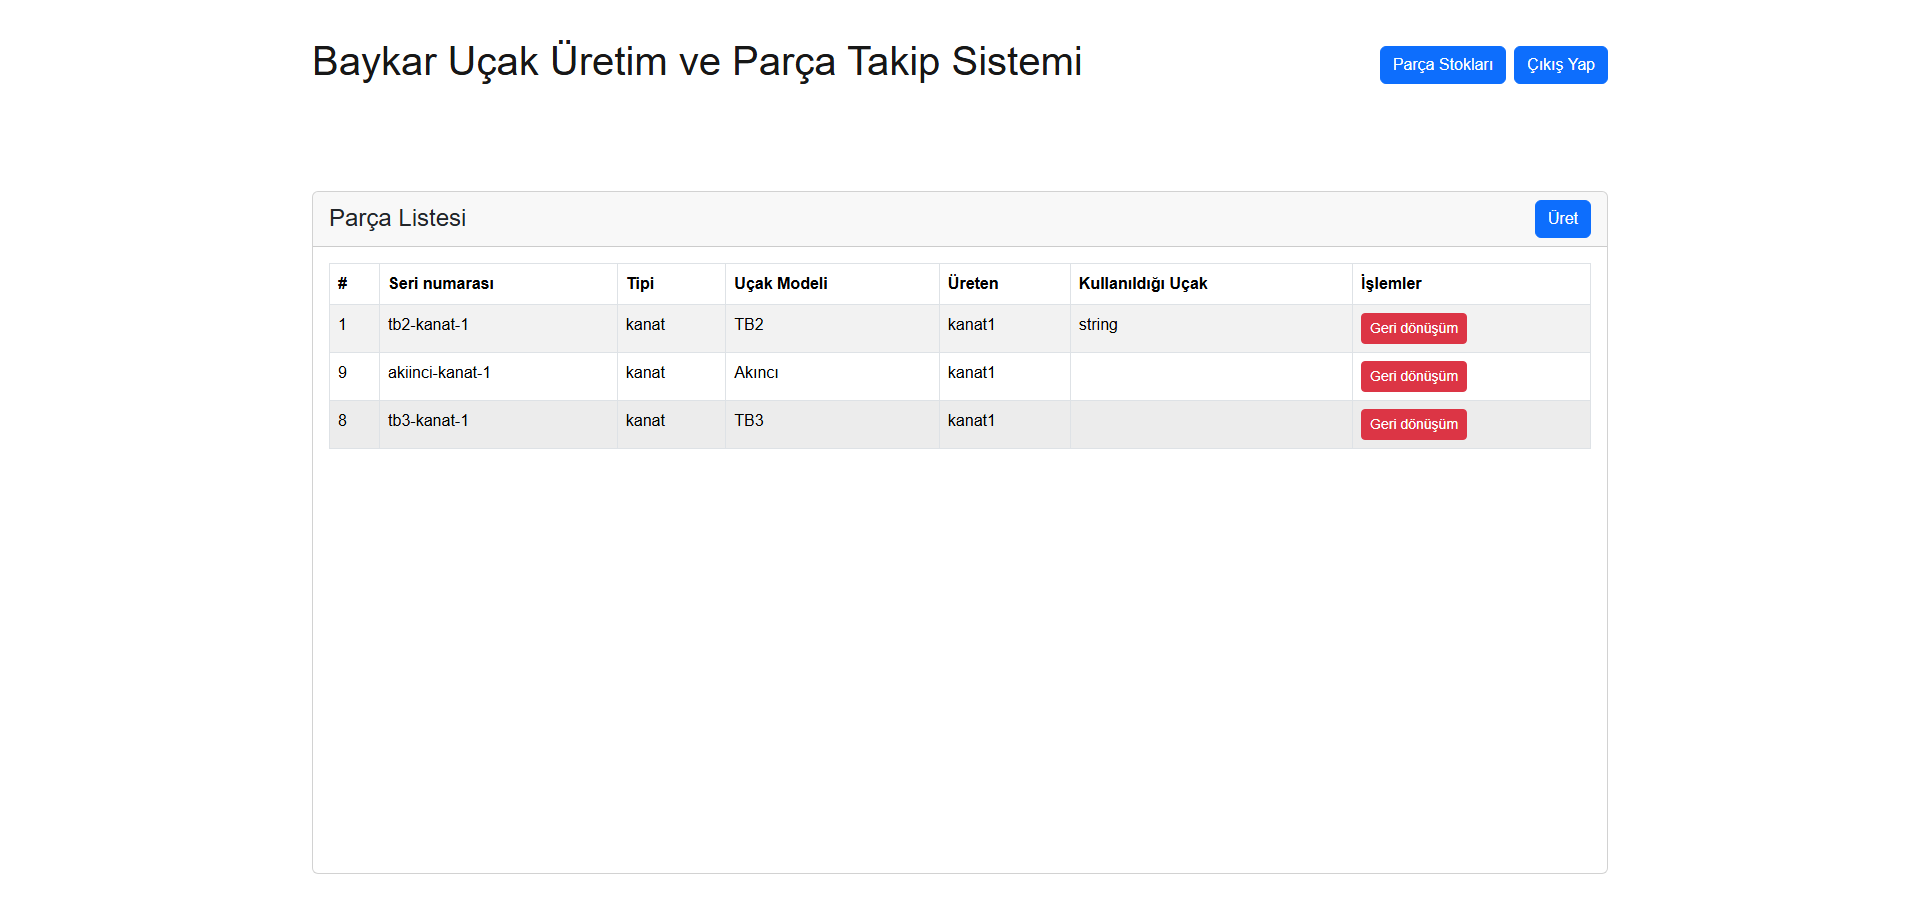 Baykar Uçak Üretim ve Parça Takip Sistemi
Parça Stokları Çıkış Yap
Parça Listesi Üret
# Seri numarası Tipi Uçak Modeli Üreten Kullanıldığı Uçak İşlemler
1 tb2-kanat-1 kanat TB2 kanat1 string Geri dönüşüm
9 akiinci-kanat-1 kanat Akıncı kanat1 Geri dönüşüm
8 tb3-kanat-1 kanat TB3 kanat1 Geri dönüşüm